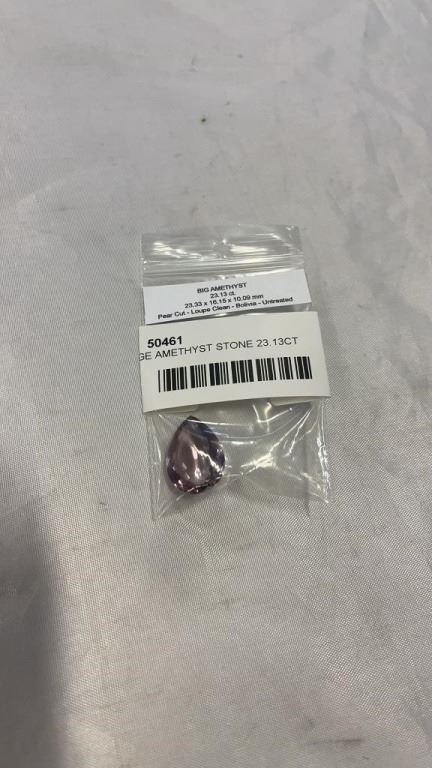 BIG AMETHYST
23.13 ct.
23.33 x 16.15 x 10.09 mm
Pear Cut - Loupe Clean - Bolivia - Untreated
50461
GE AMETHYST STONE 23.13CT